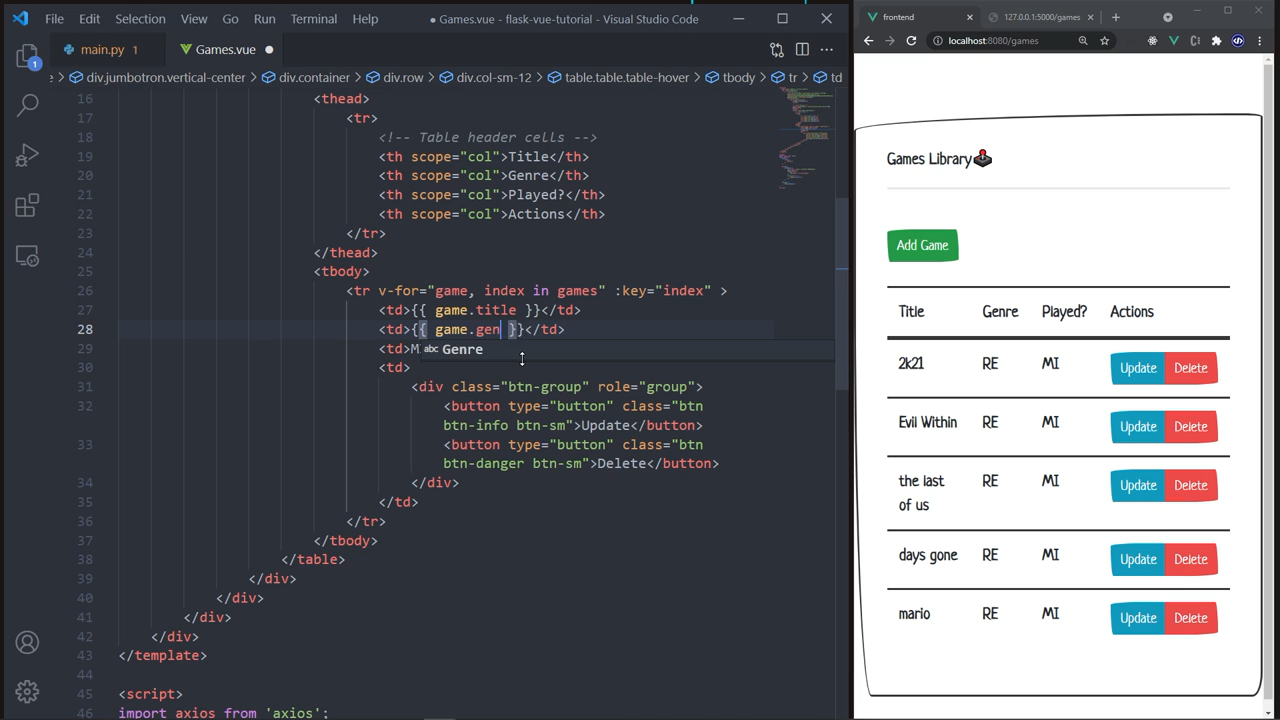 File Edit Selection View Go Run Terminal Help ● Games.vue - flask-vue-tutorial - Visual Studio Code
main.py 1 Games.vue
e > div.jumbotron.vertical-center > div.container > div.row > div.col-sm-12 > table.table.table-hover > tbody > tr > td
1
16 <thead>
17 <tr>
18 <!-- Table header cells -->
19 <th scope="col">Title</th>
20 <th scope="col">Genre</th>
21 <th scope="col">Played?</th>
22 <th scope="col">Actions</th>
23 </tr>
24 </thead>
25 <tbody>
26 <tr v-for="game, index in games" :key="index" >
27 <td>{{ game.title }}</td>
28 <td>{{ game.gen }}</td>
29 <td>M abc Genre
30 <td>
31 <div class="btn-group" role="group">
32 <button type="button" class="btn
btn-info btn-sm">Update</button>
33 <button type="button" class="btn
btn-danger btn-sm">Delete</button>
34 </div>
35 </td>
36 </tr>
37 </tbody>
38 </table>
39 </div>
40 </div>
41 </div>
42 </div>
43 </template>
44
45 <script>
46 import axios from 'axios';
frontend 127.0.0.1:5000/games
localhost:8080/games
Games Library
Add Game
Title Genre Played? Actions
2k21 RE MI Update Delete
Evil Within RE MI Update Delete
the last
of us RE MI Update Delete
days gone RE MI Update Delete
mario RE MI Update Delete